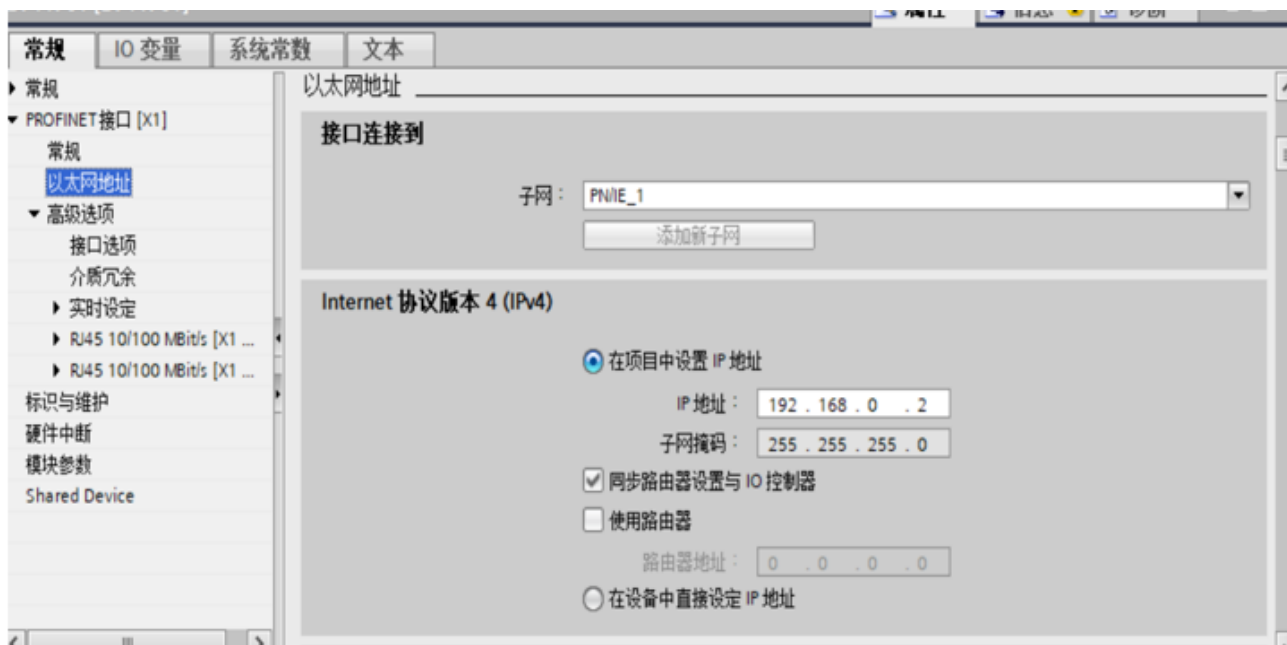 属性
信息
诊断
常规
IO 变量
系统常数
文本
常规
PROFINET接口 [X1]
常规
以太网地址
高级选项
接口选项
介质冗余
实时设定
RJ45 10/100 MBit/s [X1 ...
RJ45 10/100 MBit/s [X1 ...
标识与维护
硬件中断
模块参数
Shared Device
以太网地址
接口连接到
子网：
PN/IE_1
添加新子网
Internet 协议版本 4 (IPv4)
在项目中设置 IP 地址
IP 地址： 192 . 168 . 0 . 2
子网掩码： 255 . 255 . 255 . 0
同步路由器设置与 IO 控制器
使用路由器
路由器地址： 0 . 0 . 0 . 0
在设备中直接设定 IP 地址